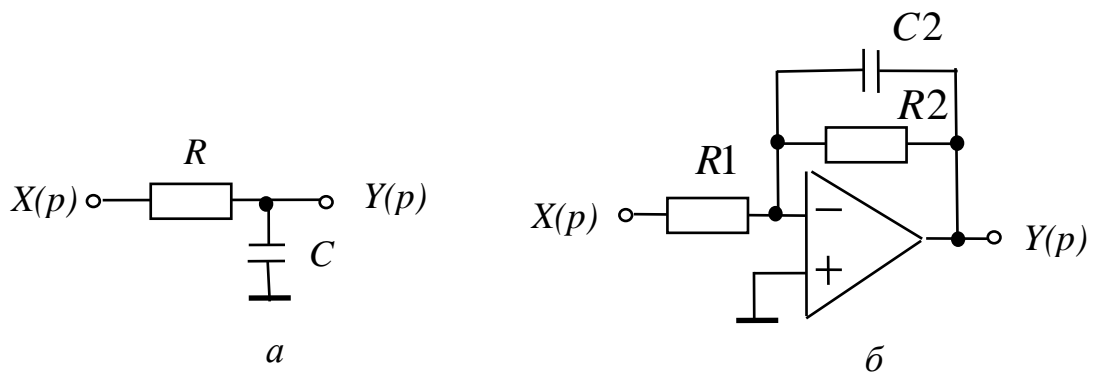 R
X(p)
Y(p)
C
а
C2
R2
R1
X(p)
−
+
Y(p)
б